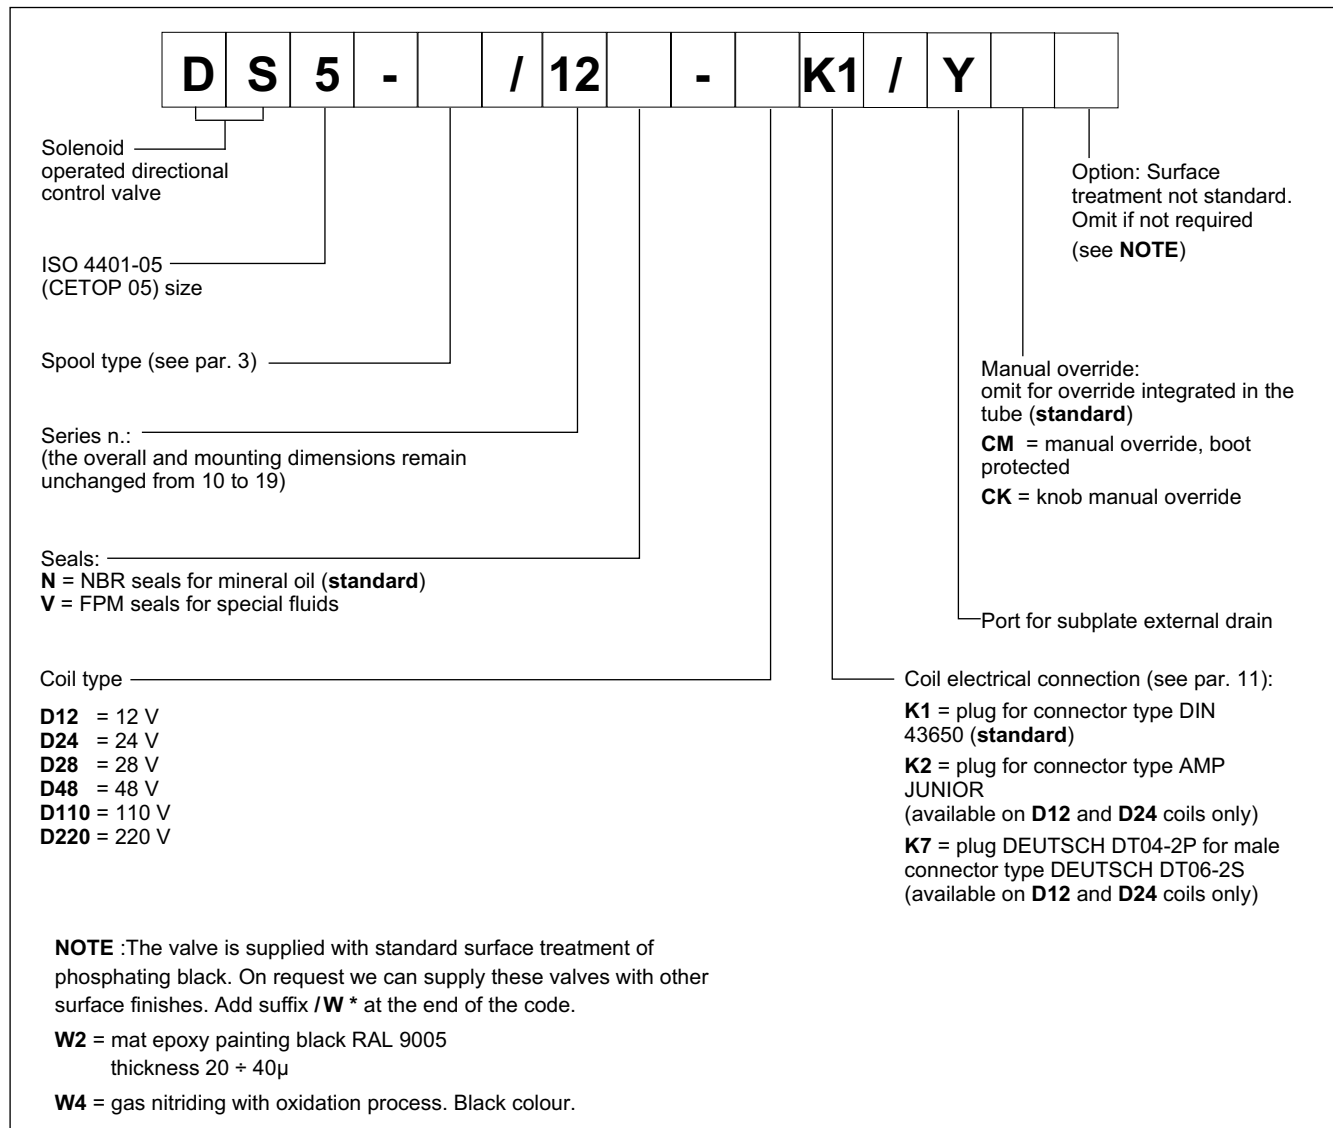 D S 5 - / 12 - K1 / Y
Solenoid
operated directional
control valve
ISO 4401-05
(CETOP 05) size
Spool type (see par. 3)
Series n.:
(the overall and mounting dimensions remain
unchanged from 10 to 19)
Seals:
N = NBR seals for mineral oil (standard)
V = FPM seals for special fluids
Coil type
D12 = 12 V
D24 = 24 V
D28 = 28 V
D48 = 48 V
D110 = 110 V
D220 = 220 V
Option: Surface
treatment not standard.
Omit if not required
(see NOTE)
Manual override:
omit for override integrated in the
tube (standard)
CM = manual override, boot
protected
CK = knob manual override
Port for subplate external drain
Coil electrical connection (see par. 11):
K1 = plug for connector type DIN
43650 (standard)
K2 = plug for connector type AMP
JUNIOR
(available on D12 and D24 coils only)
K7 = plug DEUTSCH DT04-2P for male
connector type DEUTSCH DT06-2S
(available on D12 and D24 coils only)
NOTE :The valve is supplied with standard surface treatment of
phosphating black. On request we can supply these valves with other
surface finishes. Add suffix /W * at the end of the code.
W2 = mat epoxy painting black RAL 9005
thickness 20 ÷ 40µ
W4 = gas nitriding with oxidation process. Black colour.